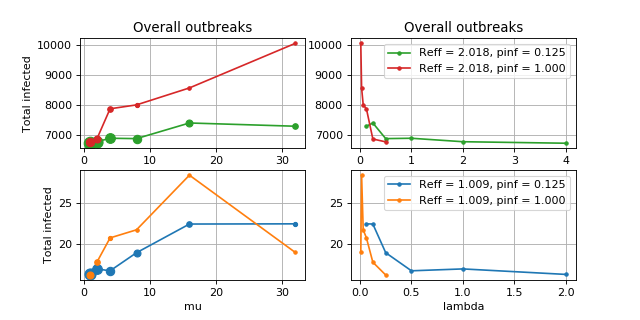 Overall outbreaks
Overall outbreaks
Total infected
10000
9000
8000
7000
0 10 20 30
10000
9000
8000
7000
0 1 2 3 4
Reff = 2.018, pinf = 0.125
Reff = 2.018, pinf = 1.000
Total infected
25
20
0 10 20 30
mu
25
20
0.0 0.5 1.0 1.5 2.0
lambda
Reff = 1.009, pinf = 0.125
Reff = 1.009, pinf = 1.000